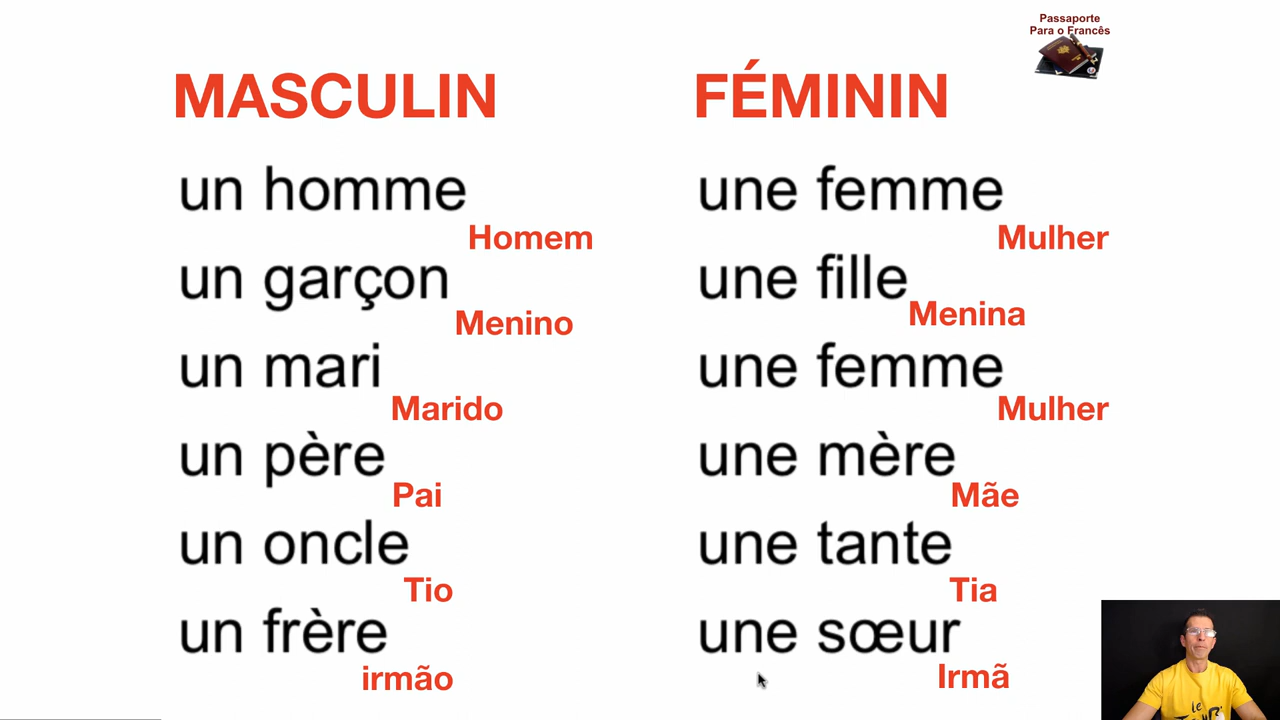 Passaporte
Para o Francês
MASCULIN
FÉMININ
un homme
une femme
Homem
Mulher
un garçon
une fille
Menino
Menina
un mari
une femme
Marido
Mulher
un père
une mère
Pai
Mãe
un oncle
une tante
Tio
Tia
un frère
une sœur
irmão
Irmã